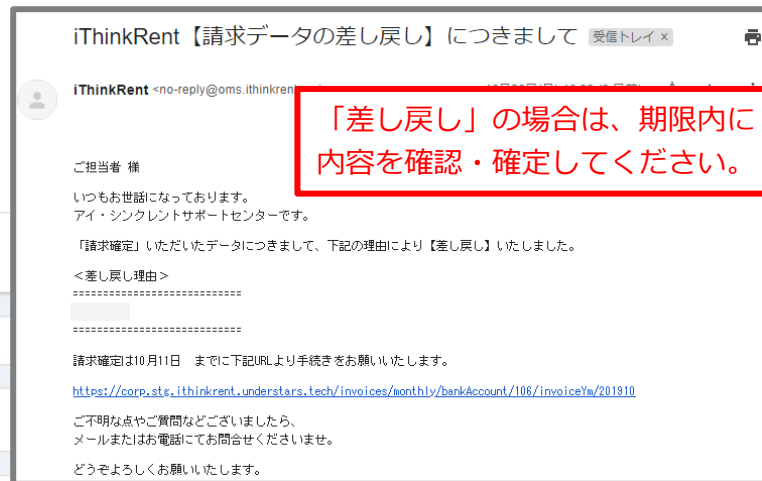 iThinkRent【請求データの差し戻し】につきまして 受信トレイ ×
iThinkRent <no-reply@oms.ithinkrent
「差し戻し」の場合は、期限内に
内容を確認・確定してください。
ご担当者 様
いつもお世話になっております。
アイ・シンクレントサポートセンターです。
「請求確定」いただいたデータにつきまして、下記の理由により【差し戻し】いたしました。
<差し戻し理由>
============================
============================
請求確定は10月11日　までに下記URLより手続きをお願いいたします。
https://corp.stg.ithinkrent.understars.tech/invoices/monthly/bankAccount/106/invoiceYm/201910
ご不明な点やご質問などございましたら、
メールまたはお電話にてお問合せくださいませ。
どうぞよろしくお願いいたします。